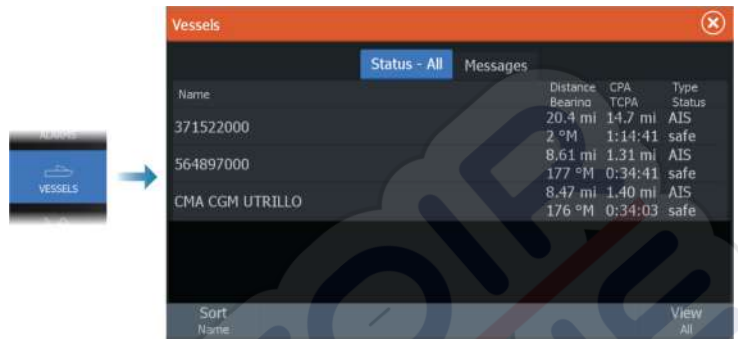 Vessels
Status - All Messages
Name Distance CPA Type
Bearing TCPA Status
371522000 20.4 mi 14.7 mi AIS
2 °M 1:14:41 safe
564897000 8.61 mi 1.31 mi AIS
177 °M 0:34:41 safe
CMA CGM UTRILLO 8.47 mi 1.40 mi AIS
176 °M 0:34:03 safe
Sort View
Name All
ALARMS
VESSELS